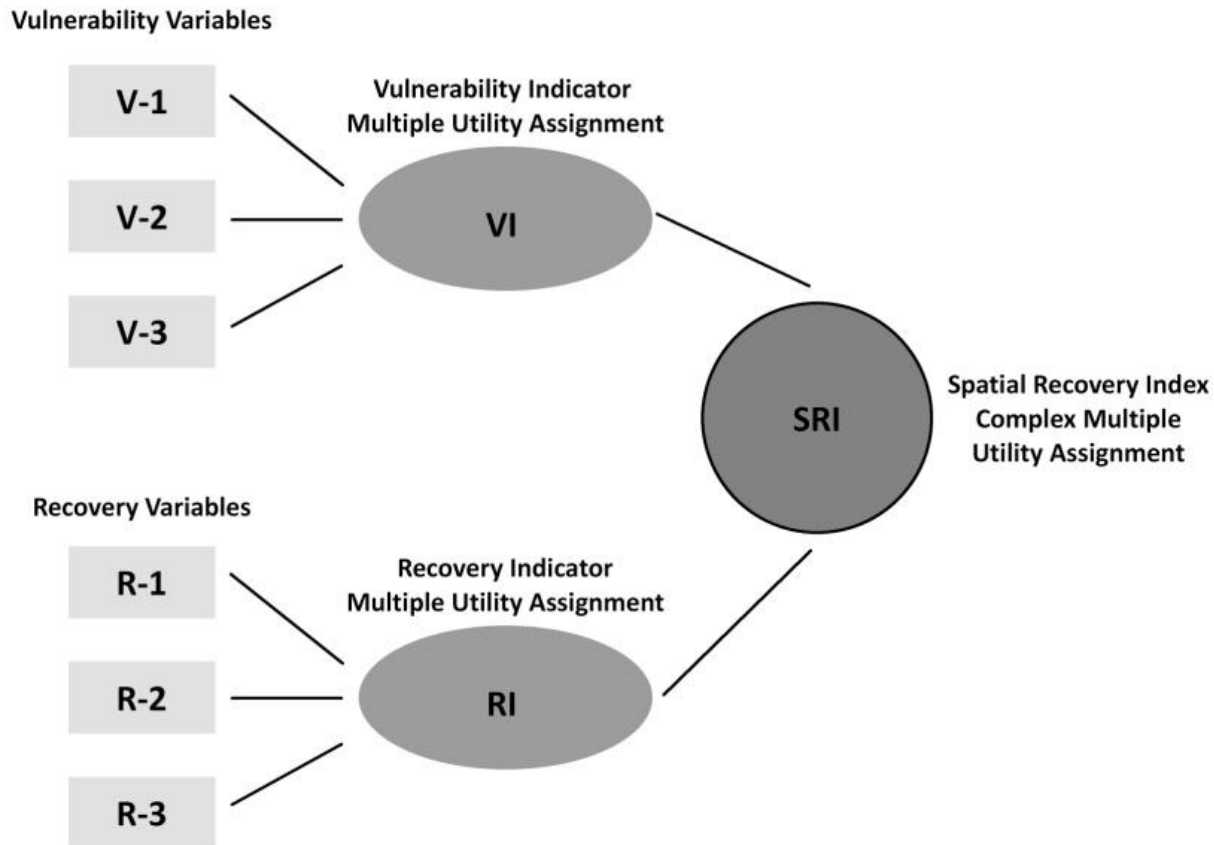 Vulnerability Variables
V-1
V-2
V-3
Vulnerability Indicator
Multiple Utility Assignment
VI
SRI
Spatial Recovery Index
Complex Multiple
Utility Assignment
Recovery Variables
R-1
R-2
R-3
Recovery Indicator
Multiple Utility Assignment
RI